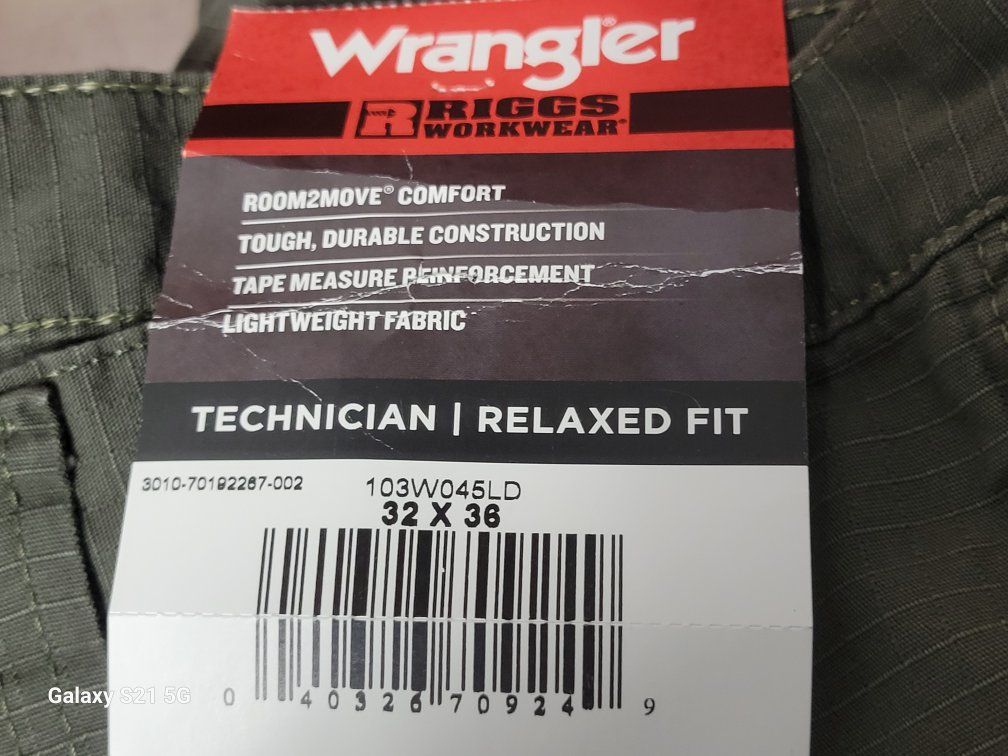 Wrangler
R RIGGS
WORKWEAR®
ROOM2MOVE® COMFORT
TOUGH, DURABLE CONSTRUCTION
TAPE MEASURE REINFORCEMENT
LIGHTWEIGHT FABRIC
TECHNICIAN | RELAXED FIT
3010-70192267-002
103W045LD
32 X 36
0 40326 70924 9
Galaxy S21 5G